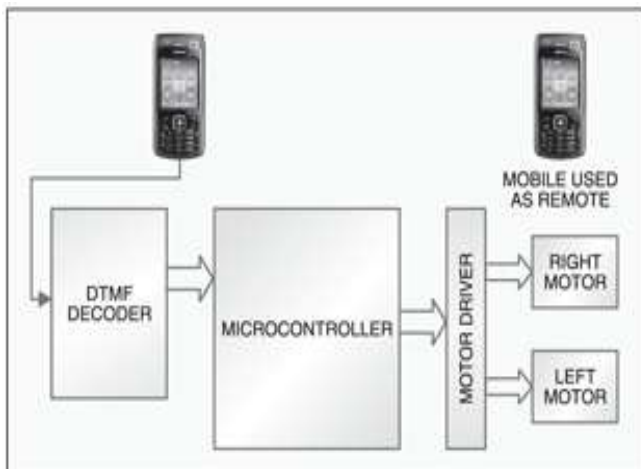 MOBILE USED
AS REMOTE
DTMF
DECODER
MICROCONTROLLER
MOTOR DRIVER
RIGHT
MOTOR
LEFT
MOTOR